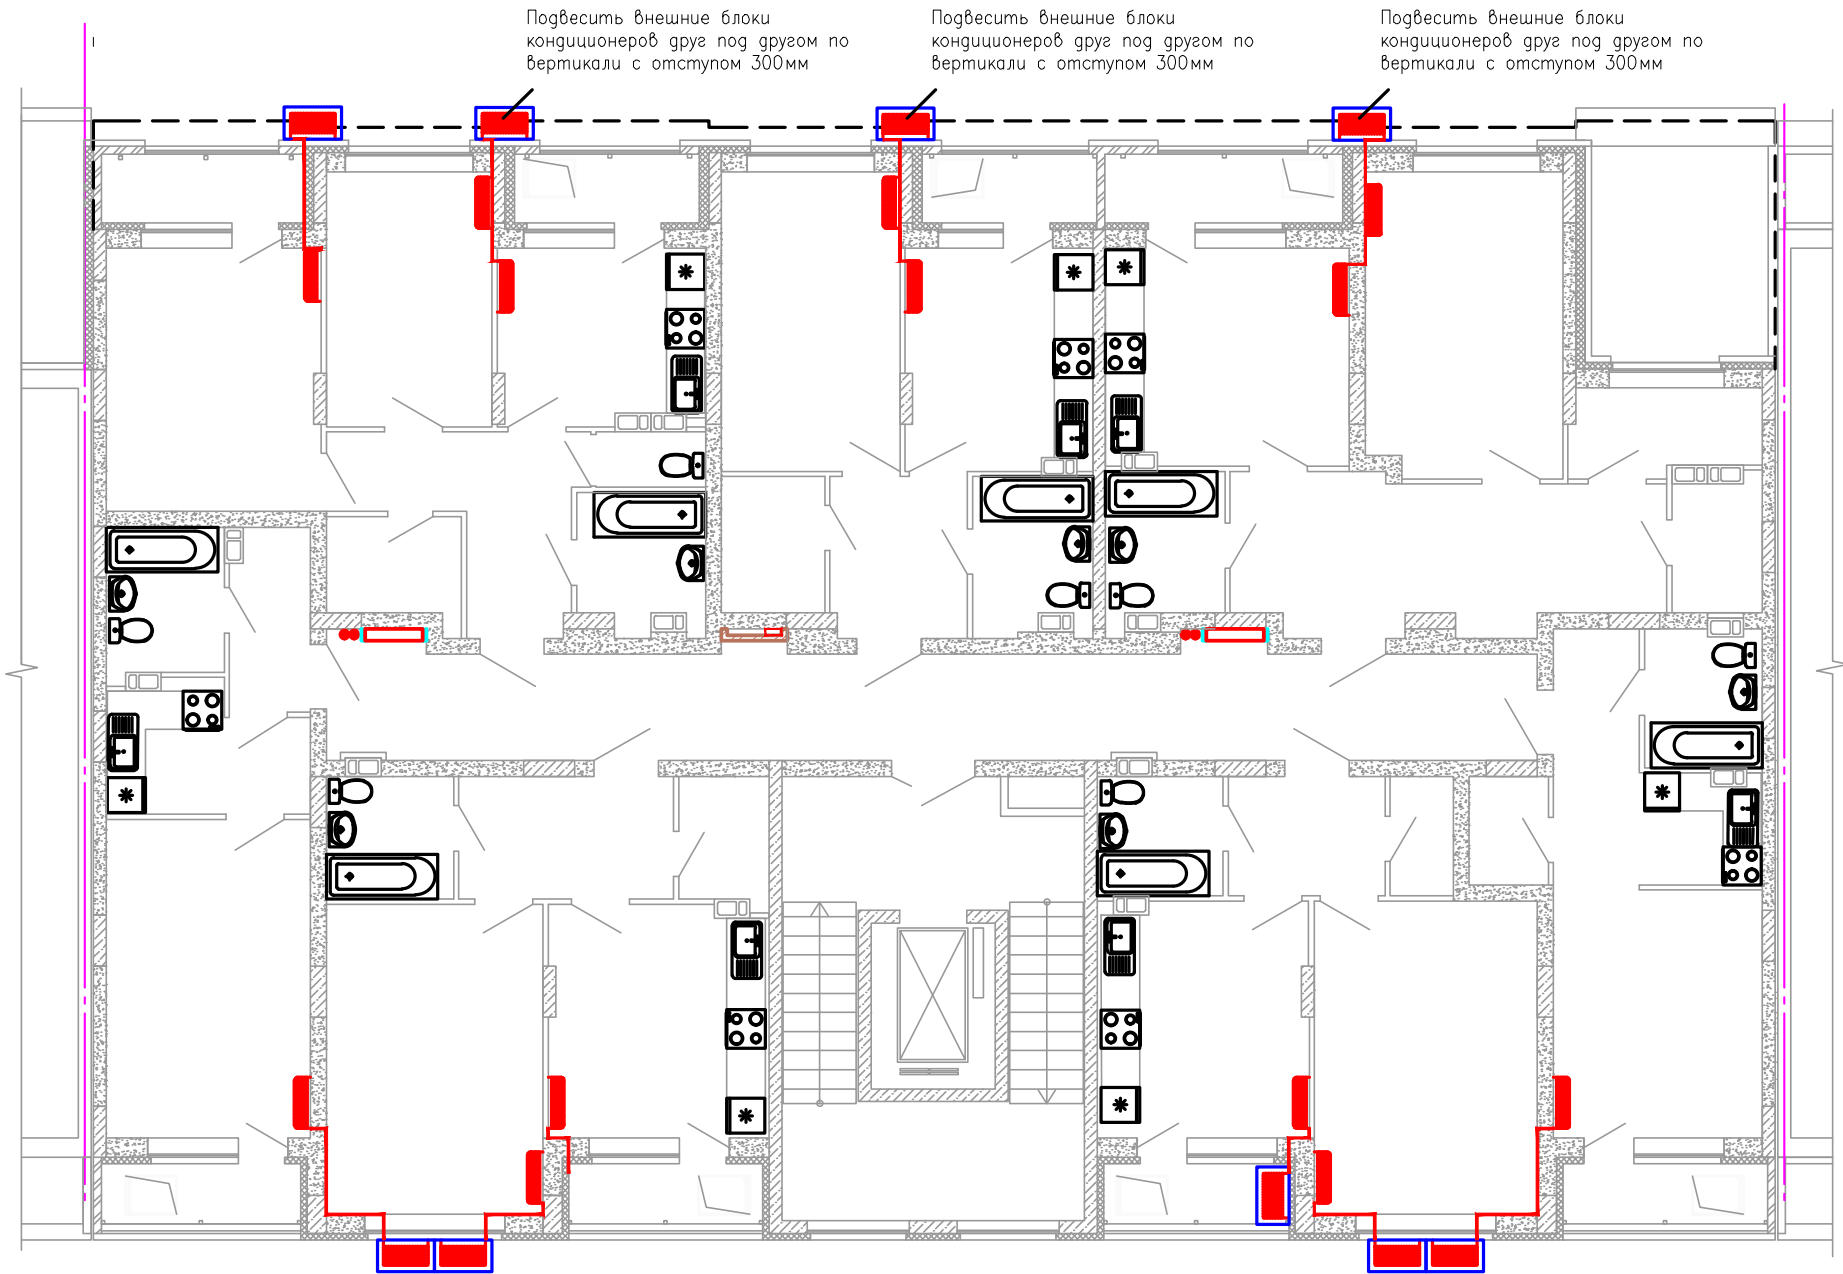 Подвесить внешние блоки
кондиционеров друг под другом по
вертикали с отступом 300мм
Подвесить внешние блоки
кондиционеров друг под другом по
вертикали с отступом 300мм
Подвесить внешние блоки
кондиционеров друг под другом по
вертикали с отступом 300мм